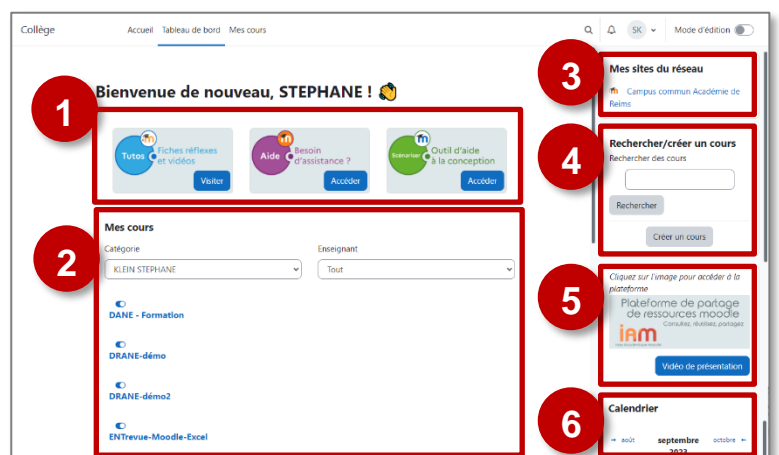 Collège
Accueil Tableau de bord Mes cours
SK
Mode d'édition
Bienvenue de nouveau, STEPHANE !
1
Tutos
Fiches réflexes
et vidéos
Visiter
Aide
Besoin
d'assistance ?
Accéder
Scénariser
Outil d'aide
à la conception
Accéder
2
Mes cours
Catégorie
KLEIN STEPHANE
Enseignant
Tout
DANE - Formation
DRANE-démo
DRANE-démo2
ENTrevue-Moodle-Excel
3
Mes sites du réseau
Campus commun Académie de
Reims
4
Rechercher/créer un cours
Rechercher des cours
Rechercher
Créer un cours
5
Cliquez sur l'image pour accéder à la
plateforme
Plateforme de partage
de ressources moodle
Consultez, réutilisez, partagez
iAM
Vidéo de présentation
6
Calendrier
août
septembre
2023
octobre